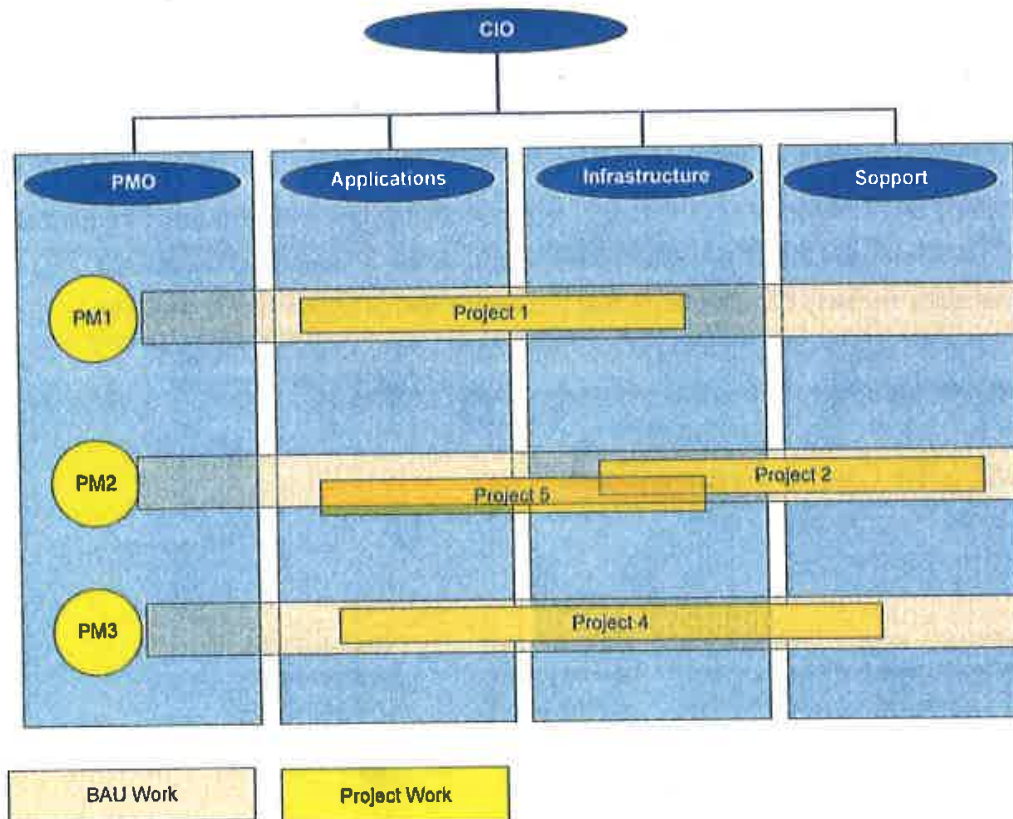 CIO
PMO
Applications
Infrastructure
Sopport
PM1
Project 1
PM2
Project 2
Project 5
PM3
Project 4
BAU Work
Project Work